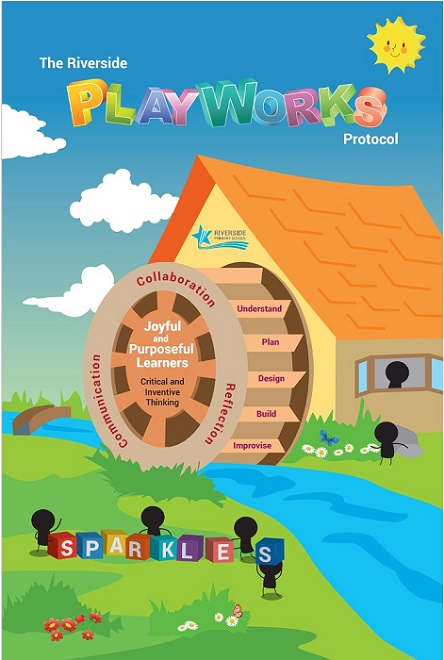 The Riverside
PLAYWORKS
Protocol
RIVERSIDE
PRIMARY SCHOOL
Collaboration
Communication
Reflection
Joyful
and
Purposeful
Learners
Critical and
Inventive
Thinking
Understand
Plan
Design
Build
Improvise
SPARKLES